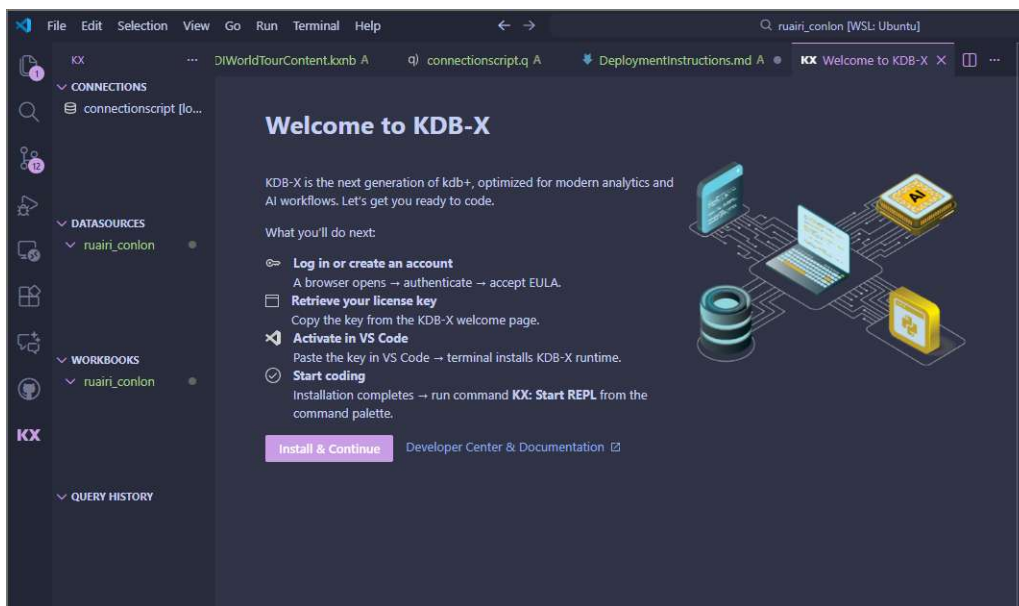 File Edit Selection View Go Run Terminal Help
ruairi_conlon [WSL: Ubuntu]
KX
DIWorldTourContent.kxnb A
q) connectionscript.q A
DeploymentInstructions.md A
KX Welcome to KDB-X
1
CONNECTIONS
connectionscript [lo...
12
DATASOURCES
ruairi_conlon
WORKBOOKS
ruairi_conlon
KX
QUERY HISTORY
Welcome to KDB-X
KDB-X is the next generation of kdb+, optimized for modern analytics and
AI workflows. Let's get you ready to code.
What you'll do next:
Log in or create an account
A browser opens → authenticate → accept EULA.
Retrieve your license key
Copy the key from the KDB-X welcome page.
Activate in VS Code
Paste the key in VS Code → terminal installs KDB-X runtime.
Start coding
Installation completes → run command KX: Start REPL from the
command palette.
Install & Continue
Developer Center & Documentation
AI